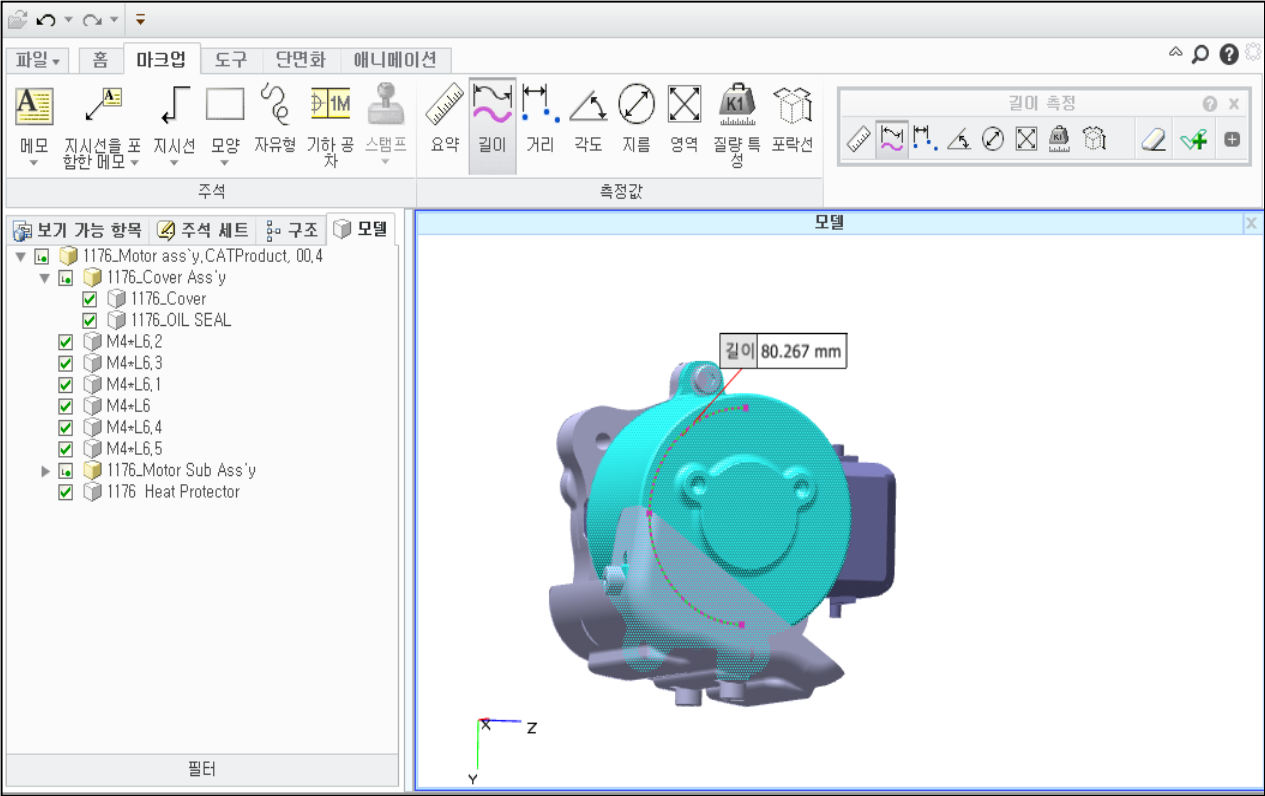 파일
홈
마크업
도구
단면화
애니메이션
메모
지시선을 포
함한 메모
지시선
모양
자유형
1M
기하 공
차
스탬프
요약
길이
거리
각도
지름
영역
K1
질량 특
성
포락선
주석
측정값
길이 측정
보기 가능 항목
주석 세트
구조
모델
모델
1176_Motor ass`y,CATProduct, 00,4
1176_Cover Ass`y
1176_Cover
1176_OIL SEAL
M4*L6,2
M4*L6,3
M4*L6,1
M4*L6
M4*L6,4
M4*L6,5
1176_Motor Sub Ass`y
1176 Heat Protector
필터
길이 80.267 mm
X
Z
Y